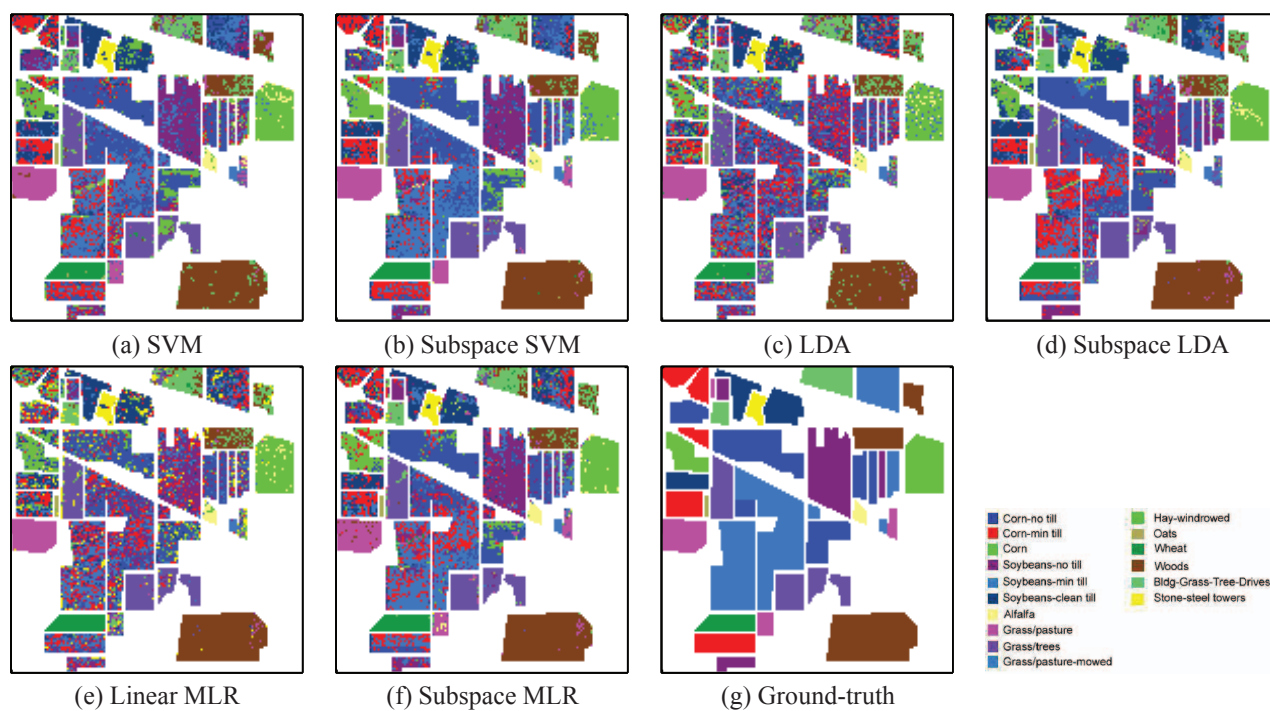 (a) SVM
(b) Subspace SVM
(c) LDA
(d) Subspace LDA
(e) Linear MLR
(f) Subspace MLR
(g) Ground-truth
Corn-no till
Corn-min till
Corn
Soybeans-no till
Soybeans-min till
Soybeans-clean till
Alfalfa
Grass/pasture
Grass/trees
Grass/pasture-mowed
Hay-windrowed
Oats
Wheat
Woods
Bldg-Grass-Tree-Drives
Stone-steel towers